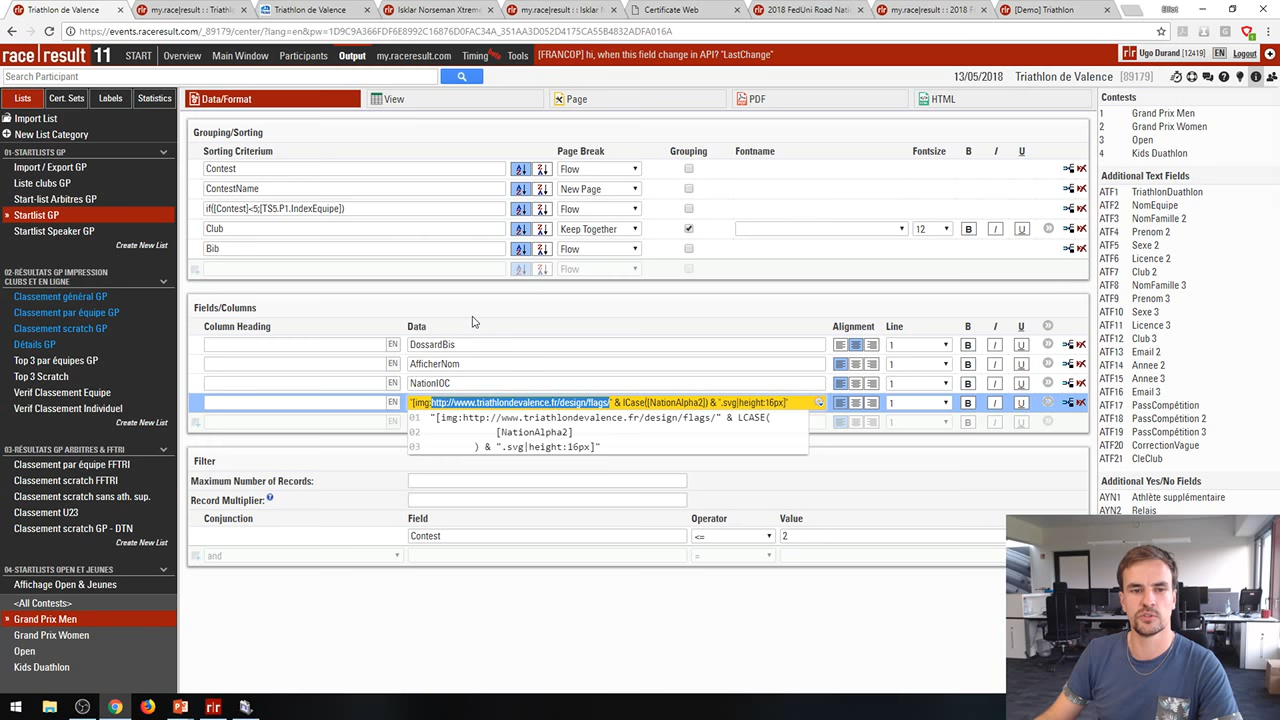 Triathlon de Valence
my.race|result :: Triathl
Triathlon de Valence
Isklar Norseman Xtreme
my.race|result :: Isklar N
Certificate Web
2018 FedUni Road Natio
my.race|result :: 2018 F
[Demo] Triathlon
Elliot
https://events.raceresult.com/_89179/center/?lang=en&pw=1D9C9A366FDF6E8992C16876D0FAC34A_3BAF1D5D2715D4175CA55B4832ADFA016A
race|result 11
START
Overview
Main Window
Participants
Output
my.raceresult.com
Timing
Tools
[FRANCOP] hi, when this field change in API? "LastChange"
Ugo Durand [12419]
EN
Logout
Search Participant
13/05/2018
Triathlon de Valence
[89179]
Lists
Cert. Sets
Labels
Statistics
Data/Format
View
Page
PDF
HTML
Import List
New List Category
01-STARTLISTS GP
Import / Export GP
Liste clubs GP
Start-list Arbitres GP
» Startlist GP
Startlist Speaker GP
Create New List
02-RÉSULTATS GP IMPRESSION
CLUBS ET EN LIGNE
Classement général GP
Classement par équipe GP
Classement scratch GP
Détails GP
Top 3 par équipes GP
Top 3 Scratch
Verif Classement Equipe
Verif Classement Individuel
Create New List
03-RÉSULTATS GP ARBITRES & FFTRI
Classement par équipe FFTRI
Classement scratch FFTRI
Classement scratch sans ath. sup.
Classement U23
Classement scratch GP - DTN
Create New List
04-STARTLISTS OPEN ET JEUNES
Affichage Open & Jeunes
<All Contests>
» Grand Prix Men
Grand Prix Women
Open
Kids Duathlon
Grouping/Sorting
Sorting Criterium
Page Break
Grouping
Fontname
Fontsize
B
I
U
Contest
Flow
ContestName
New Page
if([Contest]<5;[TS5.P1.IndexEquipe])
Flow
Club
Keep Together
12
B
I
U
Bib
Flow
Flow
Fields/Columns
Column Heading
Data
Alignment
Line
B
I
U
EN
DossardBis
1
B
I
U
EN
AfficherNom
1
B
I
U
EN
NationIOC
1
B
I
U
EN
"[img:http://www.triathlondevalence.fr/design/flags/" & lCase([NationAlpha2]) & ".svg|height:16px]"
1
B
I
U
EN
1
B
I
U
01 "[img:http://www.triathlondevalence.fr/design/flags/" & LCASE(
02 [NationAlpha2]
03 ) & ".svg|height:16px]"
Filter
Maximum Number of Records:
Record Multiplier:
Conjunction
Field
Operator
Value
Contest
<=
2
and
=
Contests
1 Grand Prix Men
2 Grand Prix Women
3 Open
4 Kids Duathlon
Additional Text Fields
ATF1 TriathlonDuathlon
ATF2 NomEquipe
ATF3 NomFamille 2
ATF4 Prenom 2
ATF5 Sexe 2
ATF6 Licence 2
ATF7 Club 2
ATF8 NomFamille 3
ATF9 Prenom 3
ATF10 Sexe 3
ATF11 Licence 3
ATF12 Club 3
ATF13 Email 2
ATF14 Annee 2
ATF15 Annee 3
ATF16 Email 3
ATF17 PasCompétition
ATF18 PasCompétition 2
ATF19 PasCompétition 3
ATF20 CorrectionVague
ATF21 CleClub
Additional Yes/No Fields
AYN1 Athlète supplémentaire
AYN2 Relais